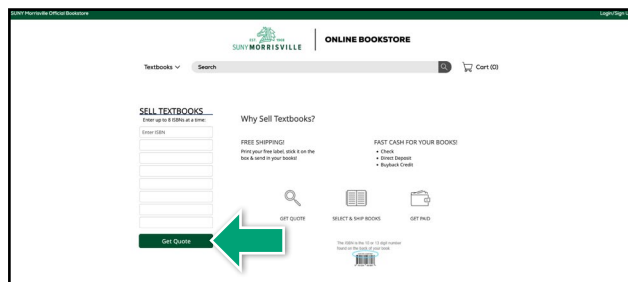 SUNY Morrisville Official Bookstore
Login/Sign U
SUNY MORRISVILLE
ONLINE BOOKSTORE
Textbooks
Search
Cart (0)
SELL TEXTBOOKS
Enter up to 8 ISBNs at a time:
Enter ISBN
Get Quote
Why Sell Textbooks?
FREE SHIPPING!
Print your free label, stick it on the
box & send in your books!
FAST CASH FOR YOUR BOOKS!
• Check
• Direct Deposit
• Buyback Credit
GET QUOTE
SELECT & SHIP BOOKS
GET PAID
The ISBN is the 10 or 13 digit number
found on the back of your book